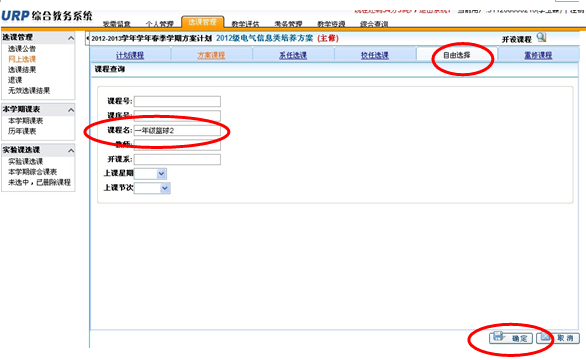 URP 综合教务系统
教学评估 考务管理 教学资源 综合查询
个人管理
选课管理
选课管理
选课公告
网上选课
选课结果
退课
无效选课结果
本学期课表
本学期课表
历年课表
实验课选课
实验课选课
本学期综合课表
未选中，已删除课程
2012-2013学年学年春季学期方案计划 2012级电气信息类培养方案 (主修)
开设课程
计划课程 方案课程 系任选课 校任选课 自由选择 重修课程
课程查询
课程号:
课序号:
课程名: 一年级篮球2
教师:
开课系:
上课星期
上课节次
确定 取消